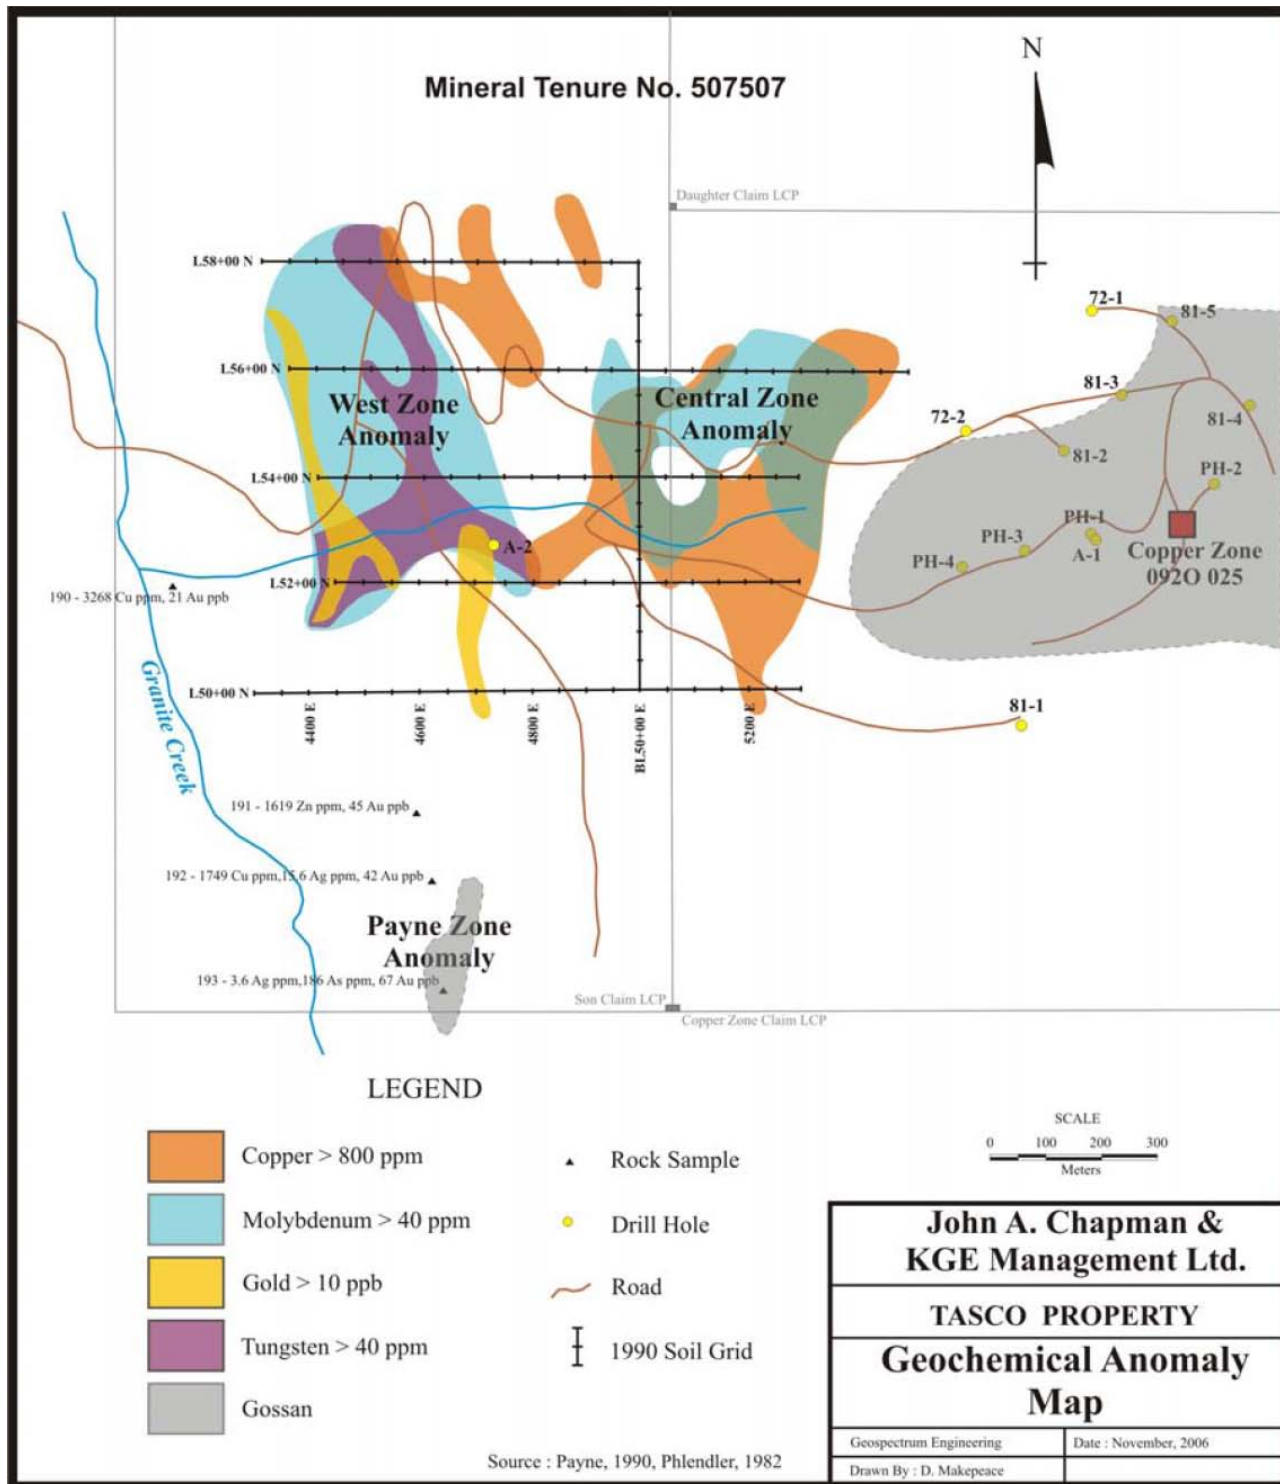 Mineral Tenure No. 507507
N
Daughter Claim LCP
L58+00 N
72-1
81-5
L56+00 N
81-3
West Zone
Anomaly
Central Zone
Anomaly
72-2
81-4
81-2
L54+00 N
PH-2
PH-1
A-2
PH-3
A-1
Copper Zone
092O 025
PH-4
L52+00 N
190 - 3268 Cu ppm, 21 Au ppb
Granite Creek
L50+00 N
4400 E
4600 E
4800 E
BL50+00 E
5200 E
81-1
191 - 1619 Zn ppm, 45 Au ppb
192 - 1749 Cu ppm,15.6 Ag ppm, 42 Au ppb
Payne Zone
Anomaly
193 - 3.6 Ag ppm,186 As ppm, 67 Au ppb
Son Claim LCP
Copper Zone Claim LCP
LEGEND
Copper > 800 ppm
Molybdenum > 40 ppm
Gold > 10 ppb
Tungsten > 40 ppm
Gossan
Rock Sample
Drill Hole
Road
1990 Soil Grid
SCALE
0 100 200 300
Meters
John A. Chapman &
KGE Management Ltd.
TASCO PROPERTY
Geochemical Anomaly
Map
Geospectrum Engineering
Date : November, 2006
Drawn By : D. Makepeace
Source : Payne, 1990, Phlendler, 1982